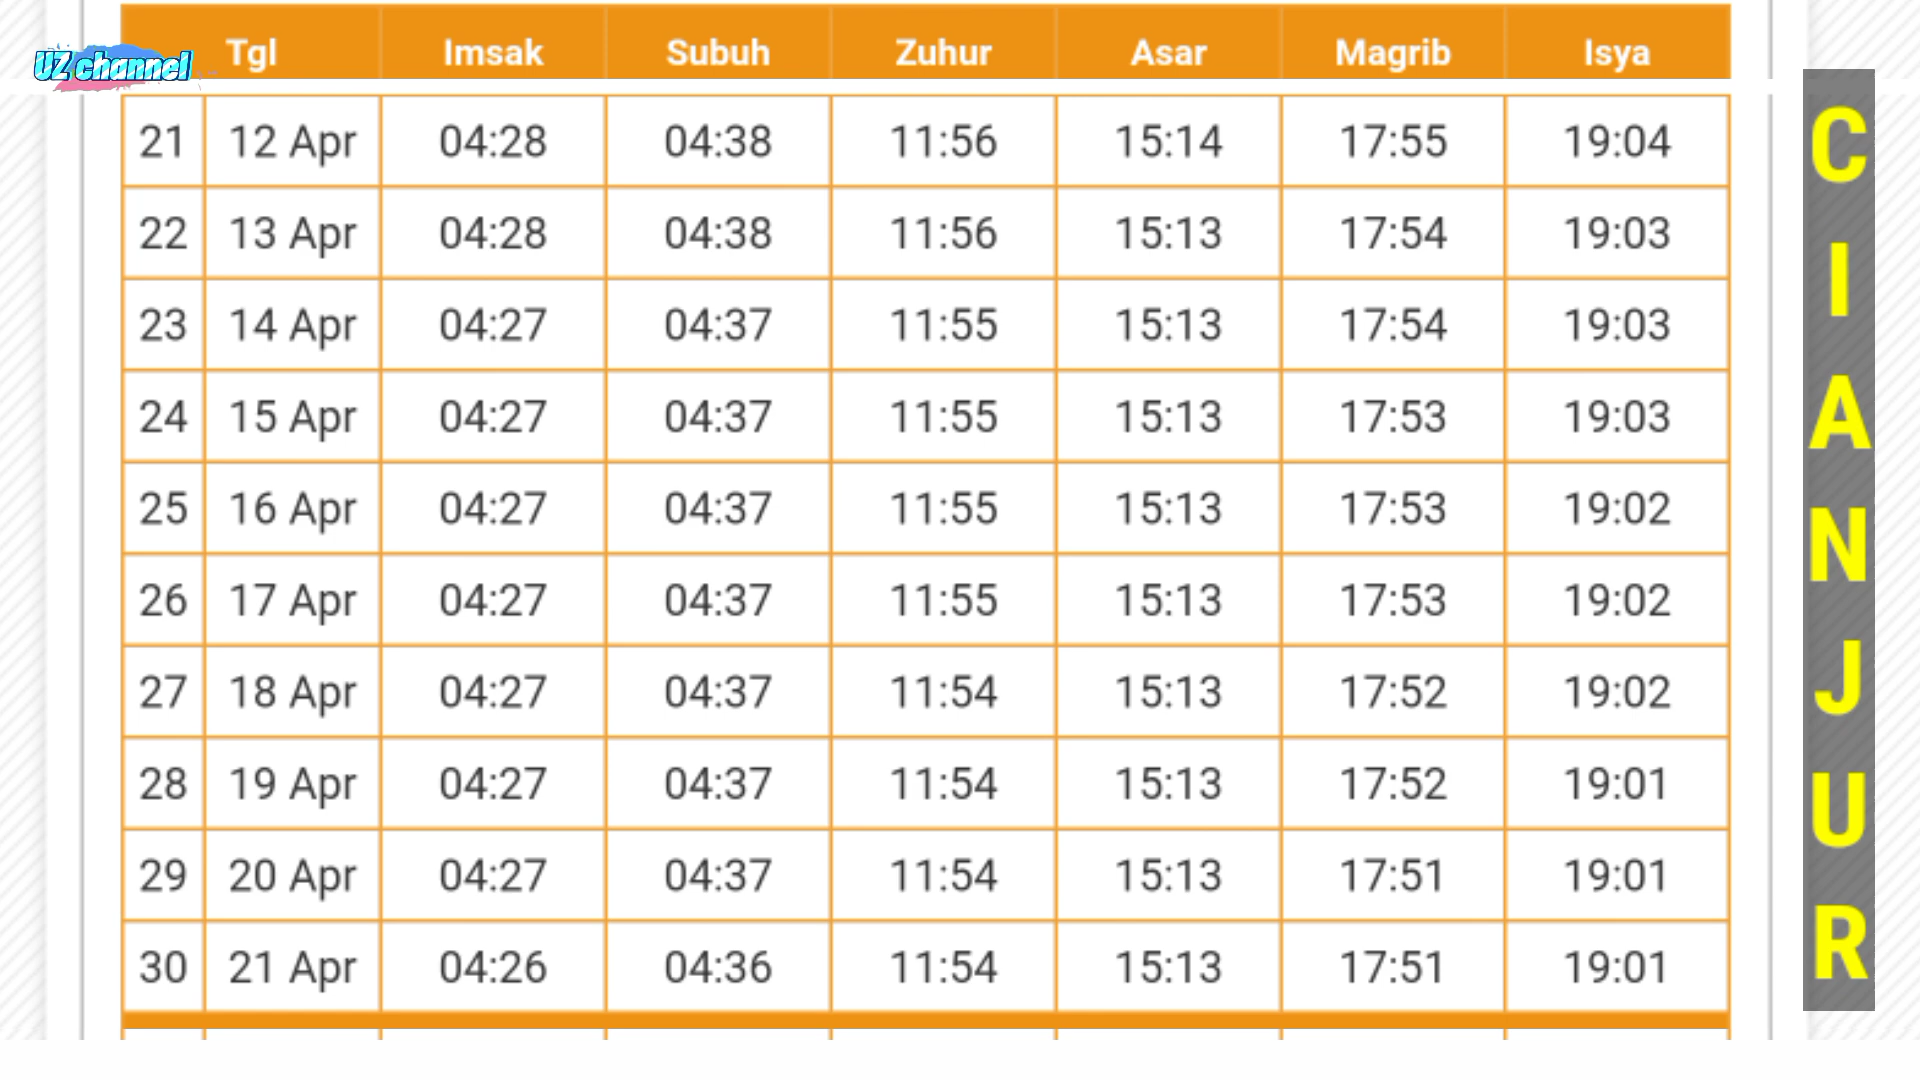 UZ channel
Tgl Imsak Subuh Zuhur Asar Magrib Isya
21 12 Apr 04:28 04:38 11:56 15:14 17:55 19:04
22 13 Apr 04:28 04:38 11:56 15:13 17:54 19:03
23 14 Apr 04:27 04:37 11:55 15:13 17:54 19:03
24 15 Apr 04:27 04:37 11:55 15:13 17:53 19:03
25 16 Apr 04:27 04:37 11:55 15:13 17:53 19:02
26 17 Apr 04:27 04:37 11:55 15:13 17:53 19:02
27 18 Apr 04:27 04:37 11:54 15:13 17:52 19:02
28 19 Apr 04:27 04:37 11:54 15:13 17:52 19:01
29 20 Apr 04:27 04:37 11:54 15:13 17:51 19:01
30 21 Apr 04:26 04:36 11:54 15:13 17:51 19:01
CIANJUR